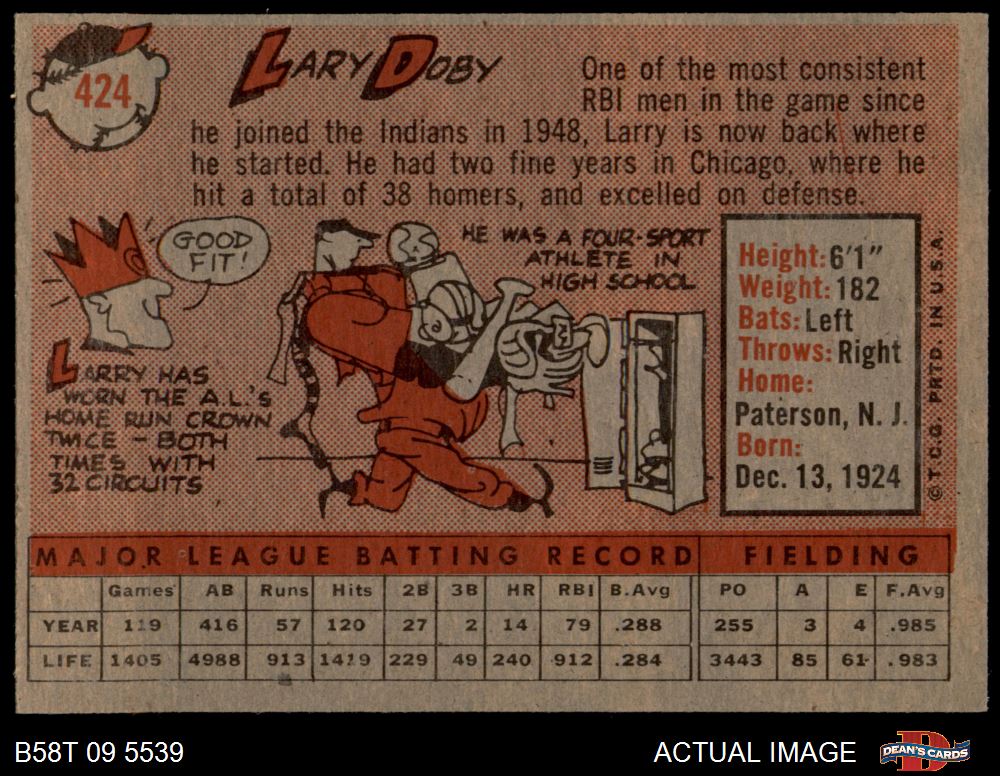 424
LARY DOBY
One of the most consistent
RBI men in the game since
he joined the Indians in 1948, Larry is now back where
he started. He had two fine years in Chicago, where he
hit a total of 38 homers, and excelled on defense.
GOOD
FIT!
LARRY HAS
WORN THE A.L.'S
HOME RUN CROWN
TWICE - BOTH
TIMES WITH
32 CIRCUITS
HE WAS A FOUR-SPORT
ATHLETE IN
HIGH SCHOOL
Height: 6'1"
Weight: 182
Bats: Left
Throws: Right
Home:
Paterson, N. J.
Born:
Dec. 13, 1924
© T.C.G. PRTD. IN U.S.A.
MAJOR LEAGUE BATTING RECORD FIELDING
Games AB Runs Hits 2B 3B HR RBI B.Avg PO A E F.Avg
YEAR 119 416 57 120 27 2 14 79 .288 255 3 4 .985
LIFE 1405 4988 913 1419 229 49 240 912 .284 3443 85 61 .983
B58T 09 5539
ACTUAL IMAGE
D
DEAN'S CARDS